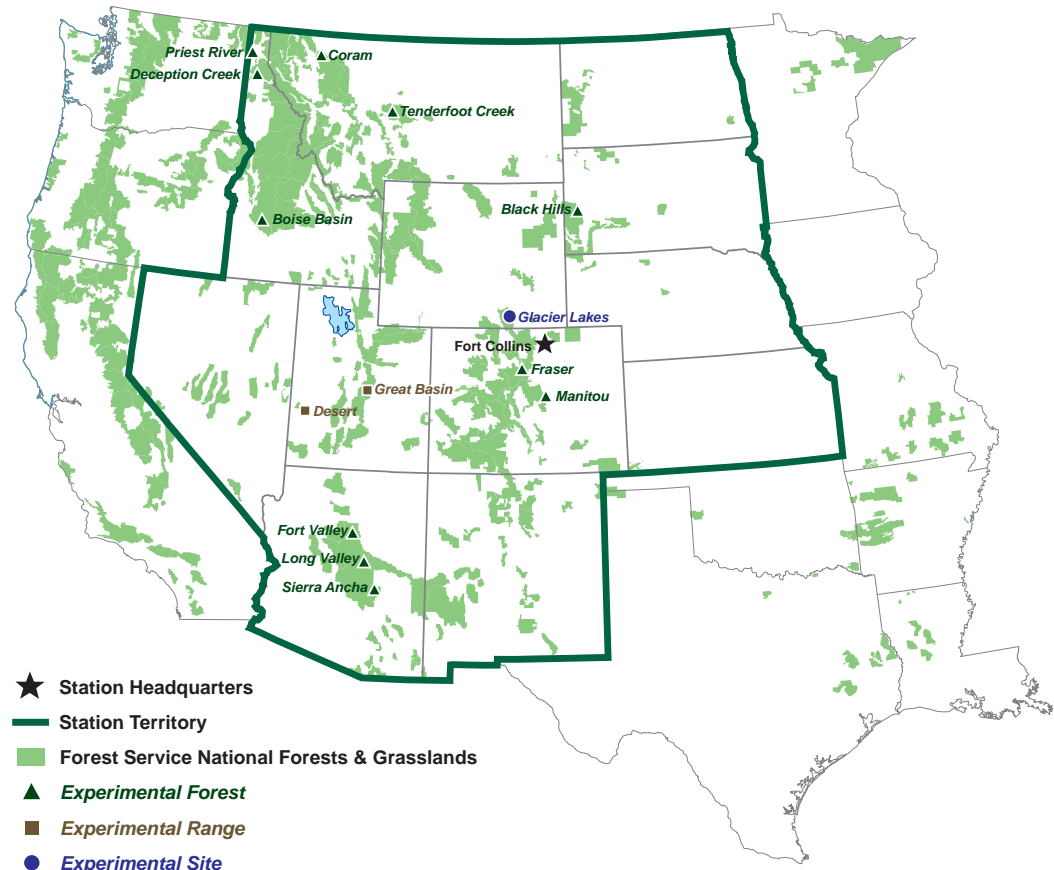 Priest River
Coram
Deception Creek
Tenderfoot Creek
Black Hills
Boise Basin
Glacier Lakes
Fort Collins
Fraser
Great Basin
Manitou
Desert
Fort Valley
Long Valley
Sierra Ancha
Station Headquarters
Station Territory
Forest Service National Forests & Grasslands
Experimental Forest
Experimental Range
Experimental Site